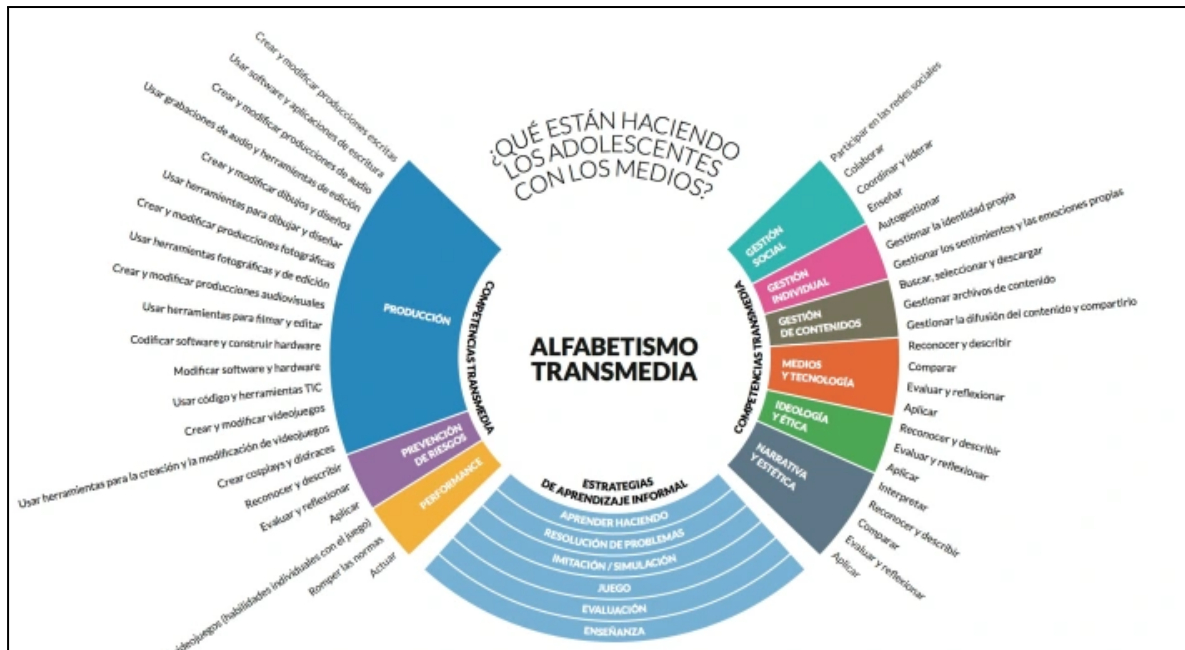 ¿QUÉ ESTÁN HACIENDO
LOS ADOLESCENTES
CON LOS MEDIOS?
ALFABETISMO
TRANSMEDIA
COMPETENCIAS TRANSMEDIA
Crear y modificar producciones escritas
Usar software y aplicaciones de escritura
Crear y modificar producciones de audio
Usar grabaciones de audio y herramientas de edición
Crear y modificar dibujos y diseños
Usar herramientas para dibujar y diseñar
Crear y modificar producciones fotográficas
Usar herramientas fotográficas y de edición
Crear y modificar producciones audiovisuales
Usar herramientas para filmar y editar
Codificar software y construir hardware
Modificar software y hardware
Usar código y herramientas TIC
Crear y modificar videojuegos
Usar herramientas para la creación y la modificación de videojuegos
Crear cosplays y disfraces
PRODUCCIÓN
Reconocer y describir
Evaluar y reflexionar
Aplicar
PREVENCIÓN
DE RIESGOS
videojuegos (habilidades individuales con el juego)
Romper las normas
Actuar
PERFORMANCE
COMPETENCIAS TRANSMEDIA
GESTIÓN
SOCIAL
Participar en las redes sociales
Colaborar
Coordinar y liderar
Enseñar
GESTIÓN
INDIVIDUAL
Autogestionar
Gestionar la identidad propia
Gestionar los sentimientos y las emociones propias
GESTIÓN
DE CONTENIDOS
Buscar, seleccionar y descargar
Gestionar archivos de contenido
Gestionar la difusión del contenido y compartirlo
MEDIOS
Y TECNOLOGÍA
Reconocer y describir
Comparar
Evaluar y reflexionar
Aplicar
IDEOLOGÍA
Y ÉTICA
Reconocer y describir
Evaluar y reflexionar
Aplicar
NARRATIVA
Y ESTÉTICA
Interpretar
Reconocer y describir
Comparar
Evaluar y reflexionar
Aplicar
ESTRATEGIAS
DE APRENDIZAJE INFORMAL
APRENDER HACIENDO
RESOLUCIÓN DE PROBLEMAS
IMITACIÓN / SIMULACIÓN
JUEGO
EVALUACIÓN
ENSEÑANZA